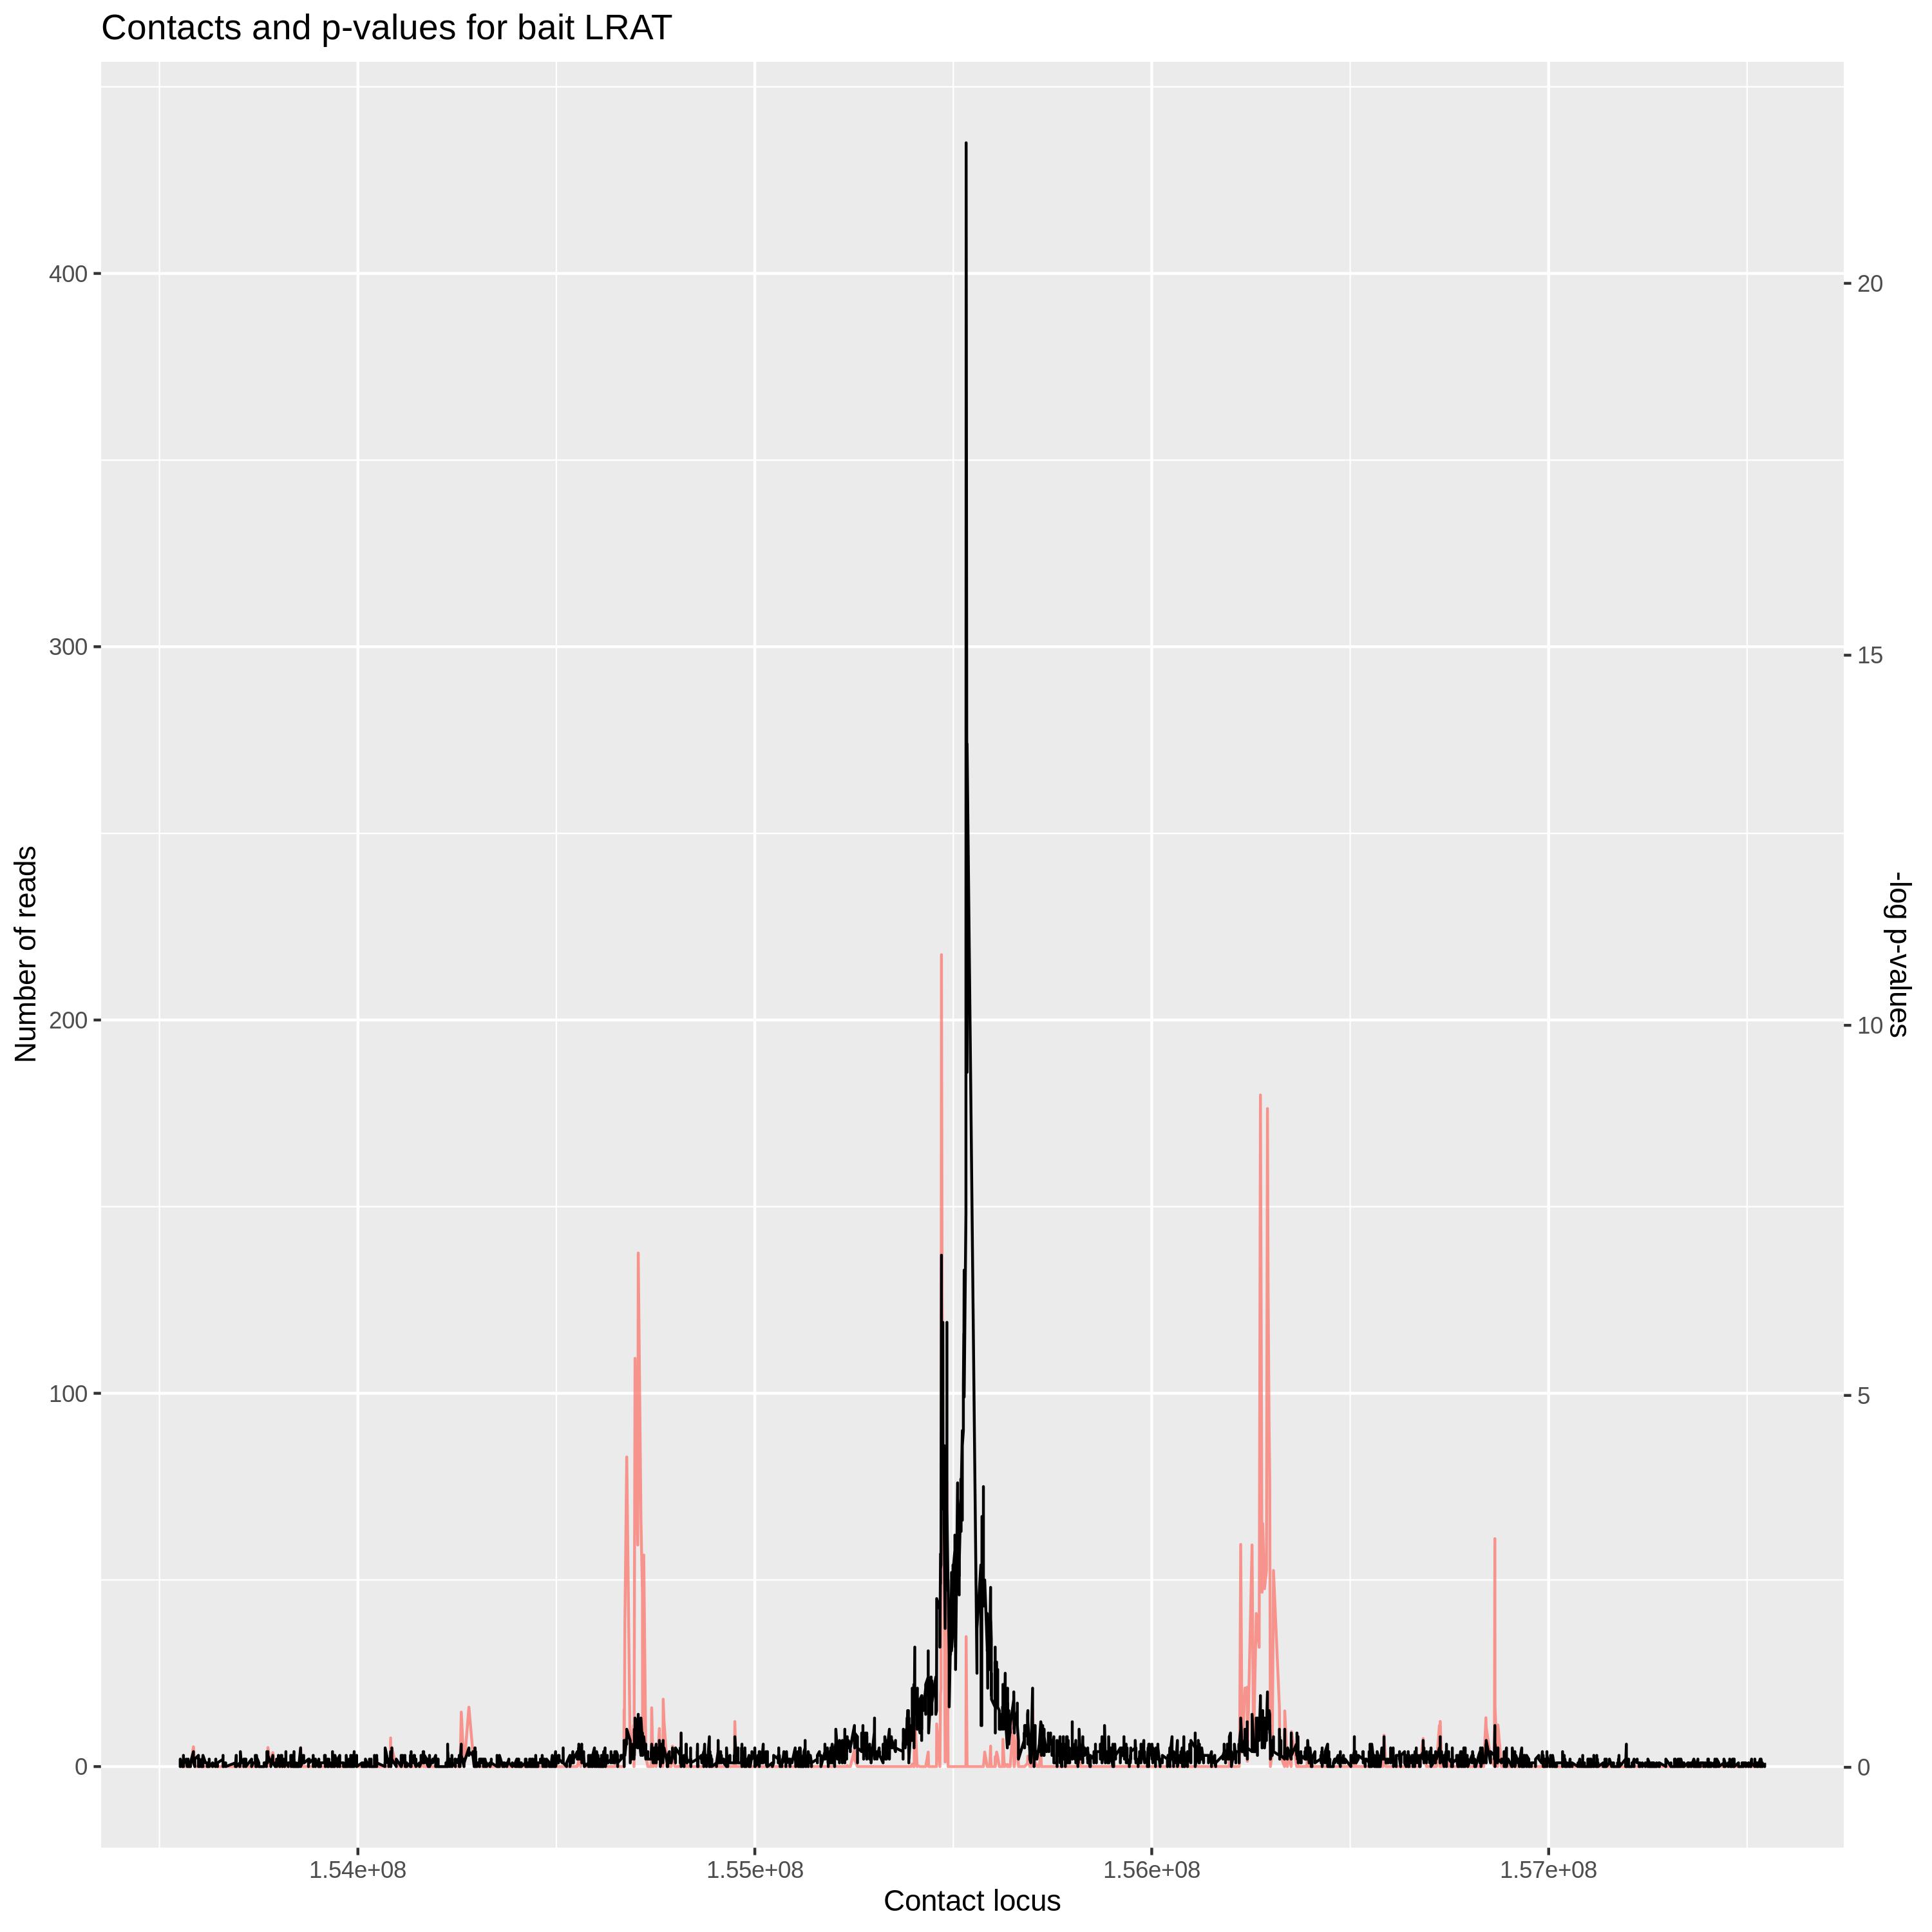 Contacts and p-values for bait LRAT
400
300
200
100
0
Number of reads
20
15
10
5
0
-log p-values
1.54e+08
1.55e+08
1.56e+08
1.57e+08
Contact locus